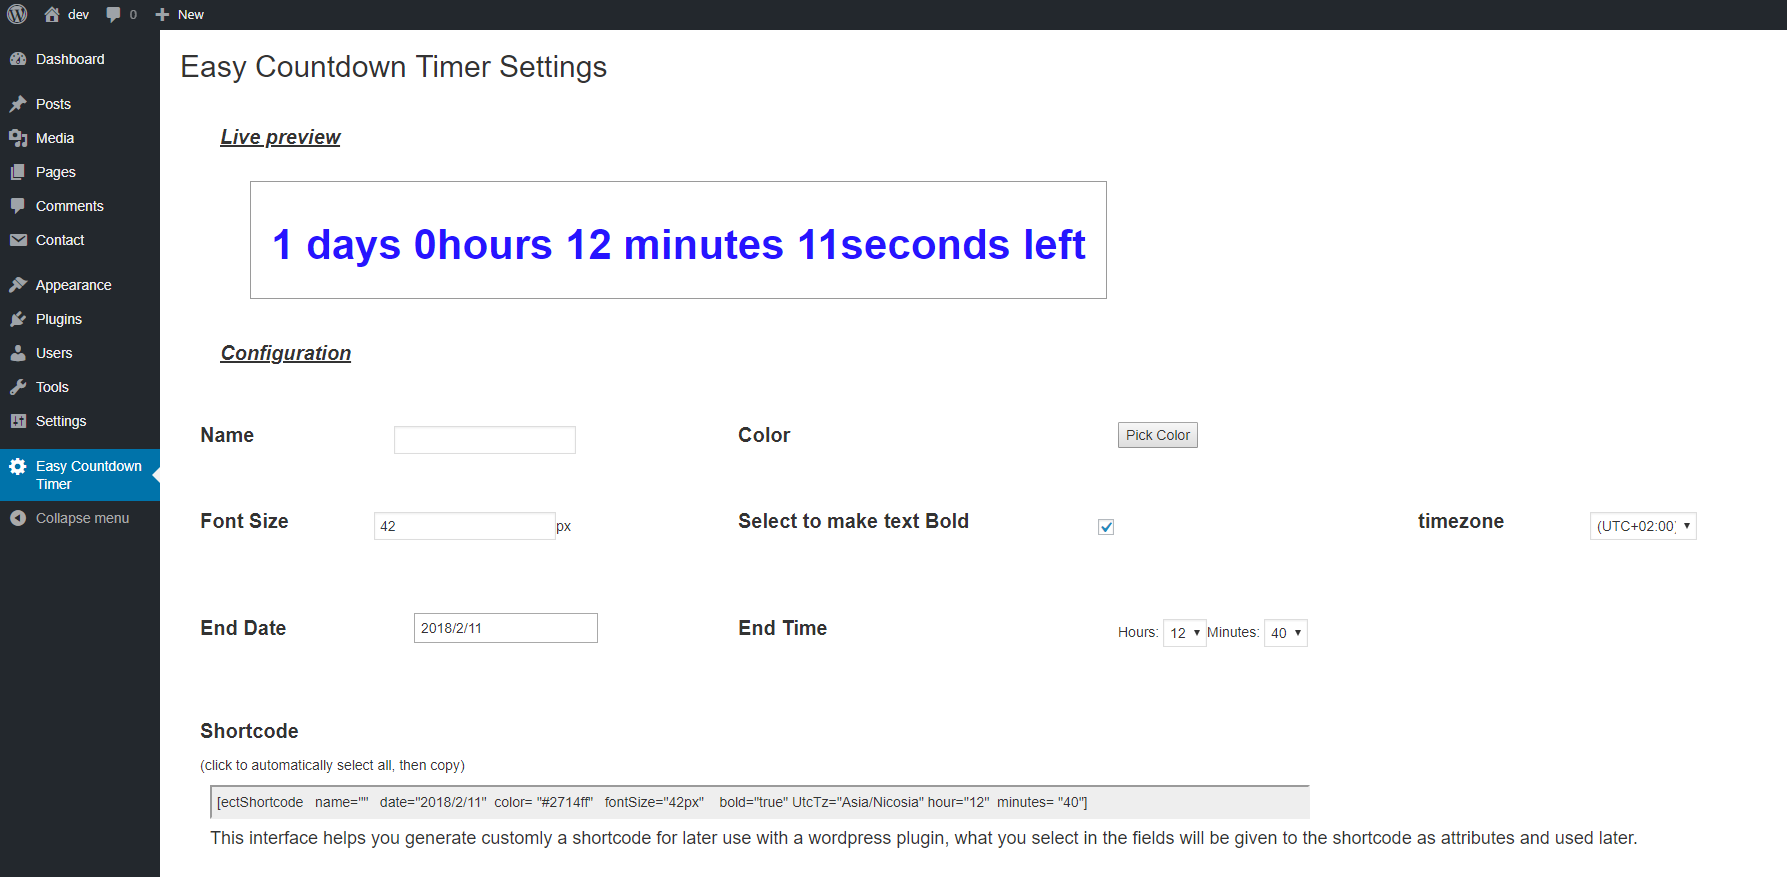 dev 0 New
Dashboard
Posts
Media
Pages
Comments
Contact
Appearance
Plugins
Users
Tools
Settings
Easy Countdown
Timer
Collapse menu
Easy Countdown Timer Settings
Live preview
1 days 0hours 12 minutes 11seconds left
Configuration
Name Color Pick Color
Font Size 42 px Select to make text Bold timezone (UTC+02:00)
End Date 2018/2/11 End Time Hours: 12 Minutes: 40
Shortcode
(click to automatically select all, then copy)
[ectShortcode name="" date="2018/2/11" color= "#2714ff" fontSize="42px" bold="true" UtcTz="Asia/Nicosia" hour="12" minutes= "40"]
This interface helps you generate customly a shortcode for later use with a wordpress plugin, what you select in the fields will be given to the shortcode as attributes and used later.